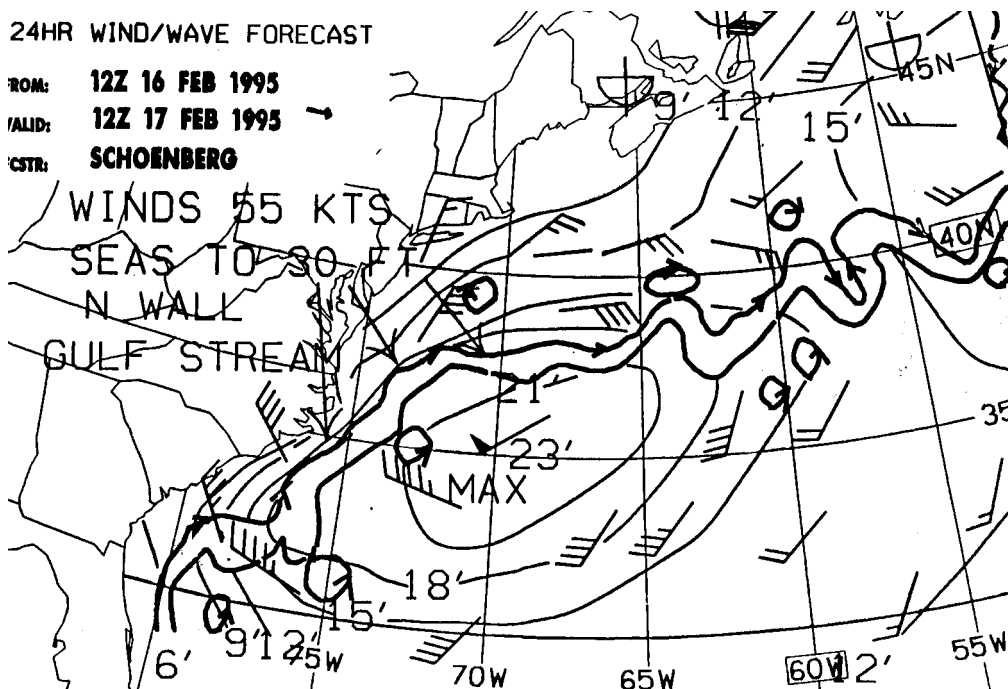 24HR WIND/WAVE FORECAST
FROM: 12Z 16 FEB 1995
VALID: 12Z 17 FEB 1995
FCSTR: SCHOENBERG
WINDS 55 KTS
SEAS TO 30 FT
N WALL
GULF STREAM
9'
12'
15'
45N
40N
35
21'
23'
MAX
18'
15'
12'
9'
6'
75W
70W
65W
60W
12'
55W